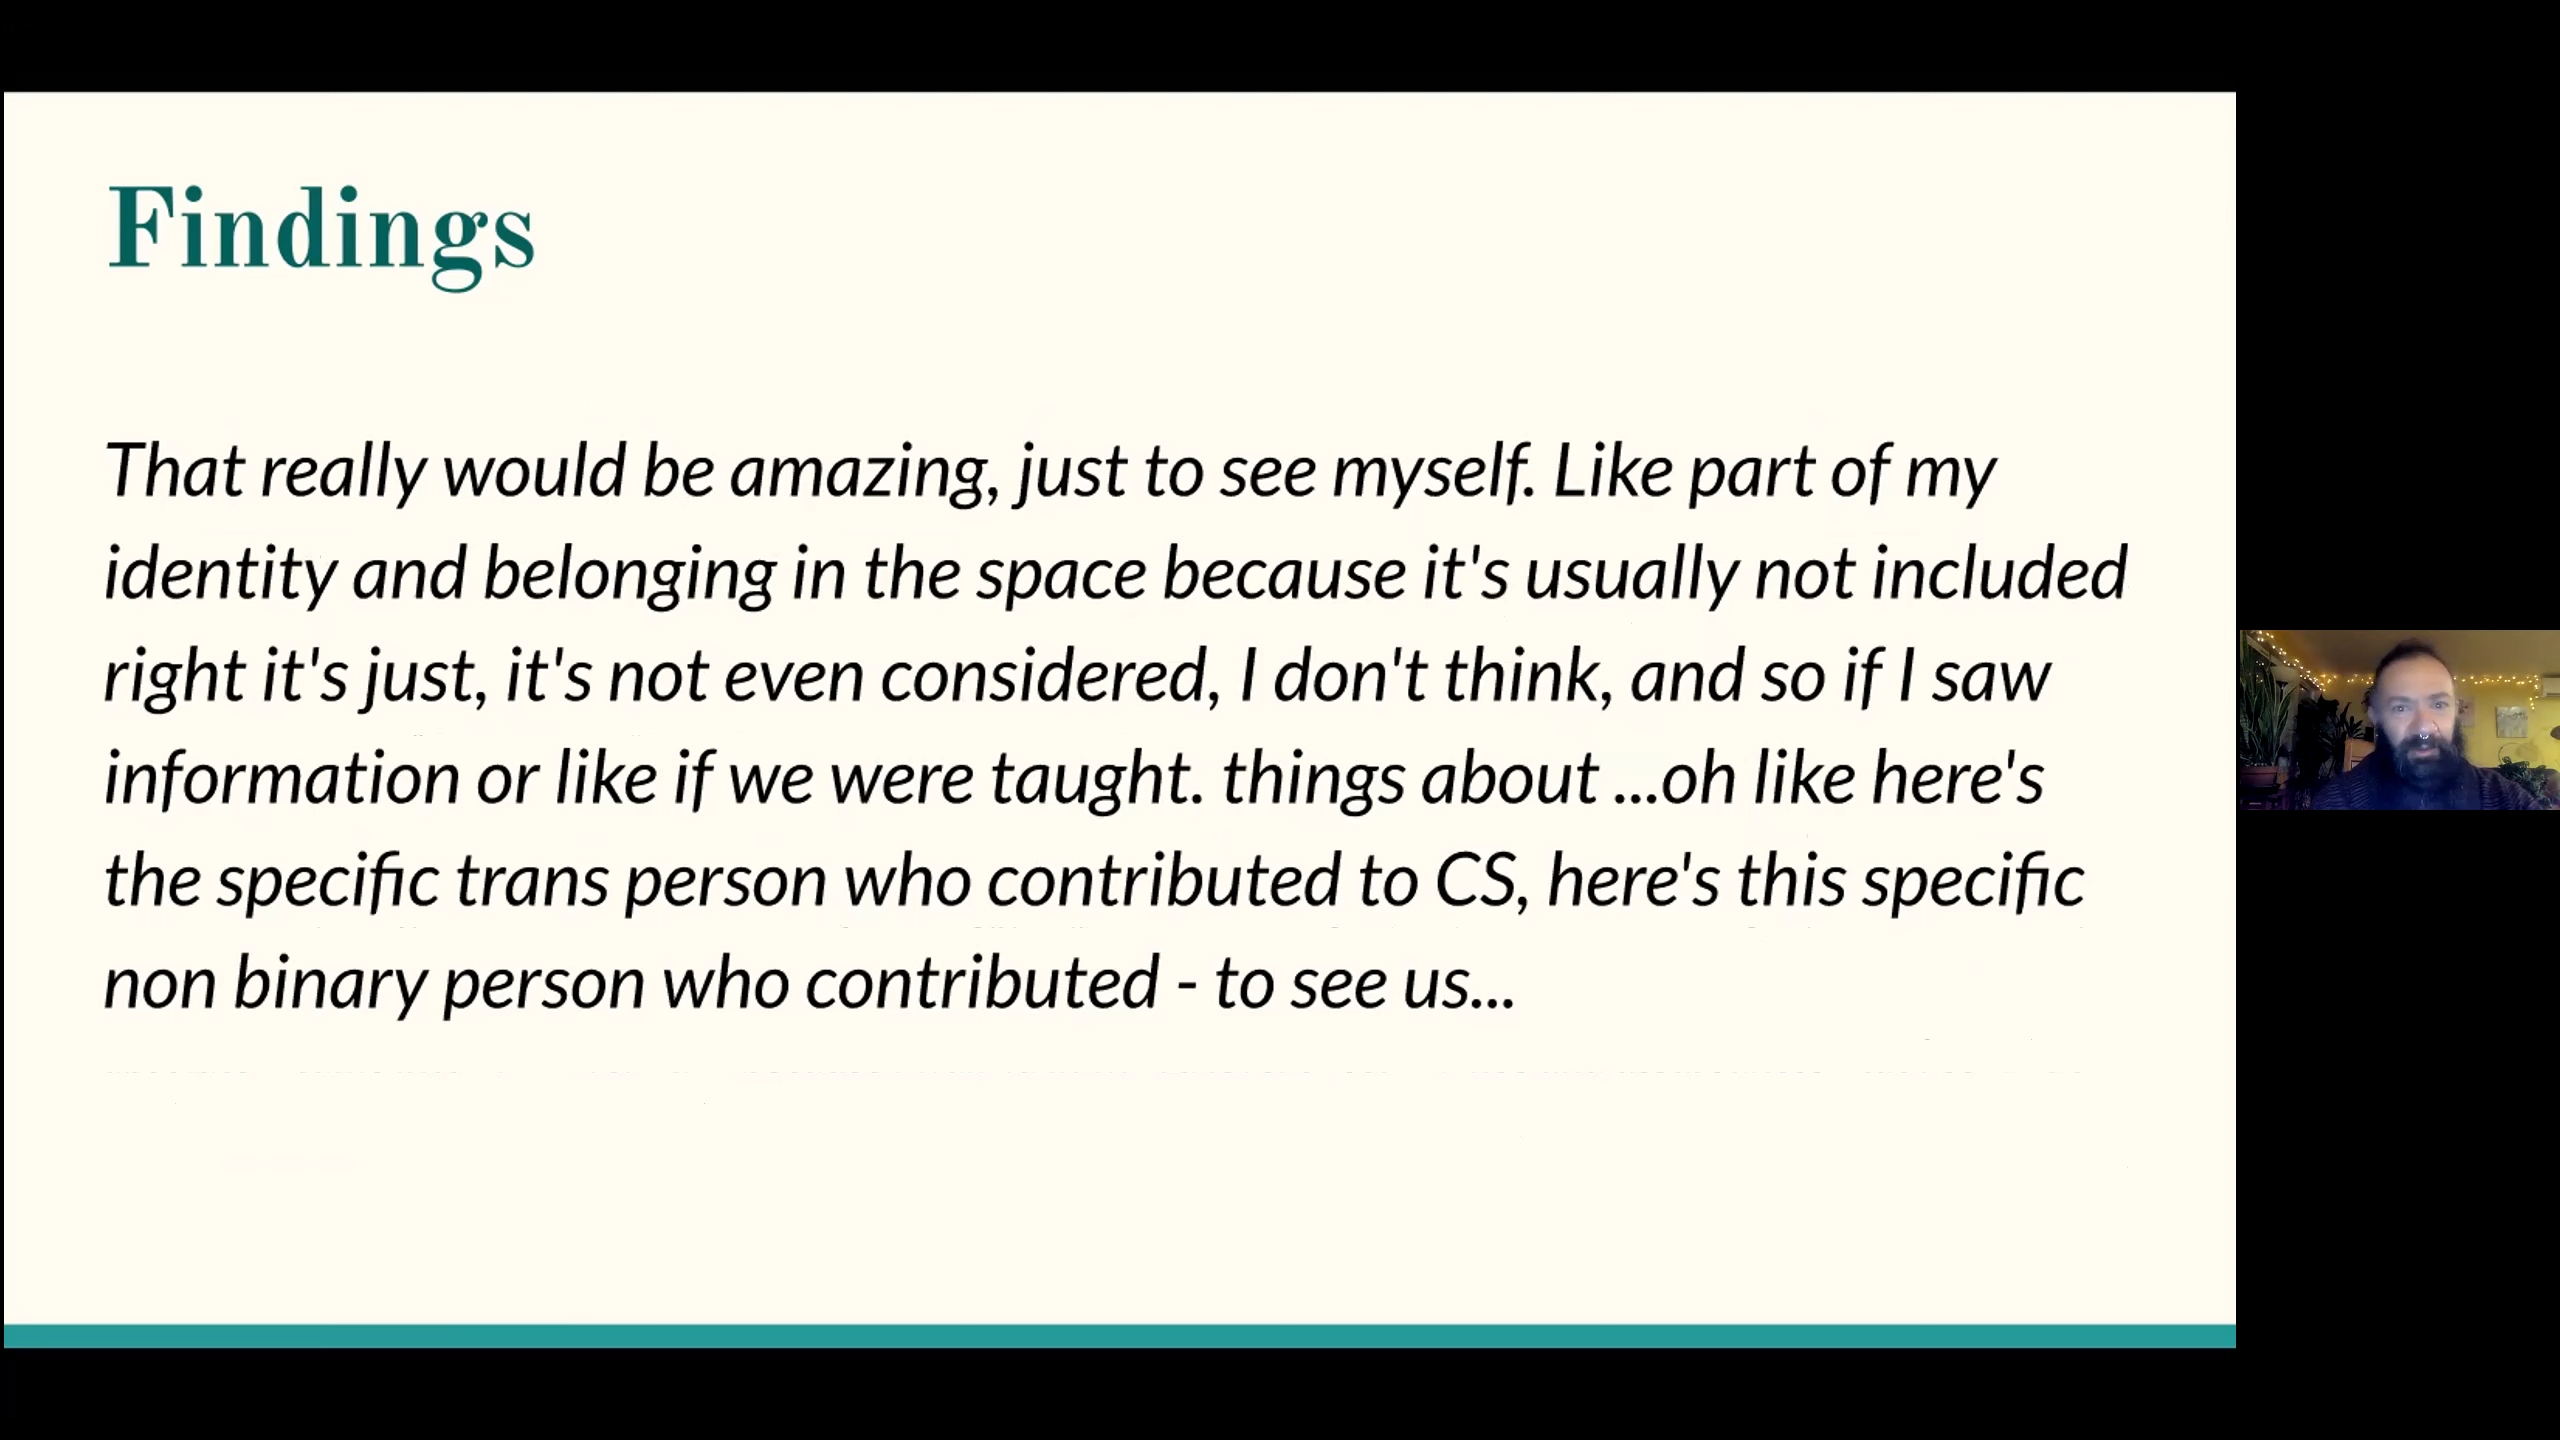 Findings
That really would be amazing, just to see myself. Like part of my
identity and belonging in the space because it's usually not included
right it's just, it's not even considered, I don't think, and so if I saw
information or like if we were taught. things about ...oh like here's
the specific trans person who contributed to CS, here's this specific
non binary person who contributed - to see us...